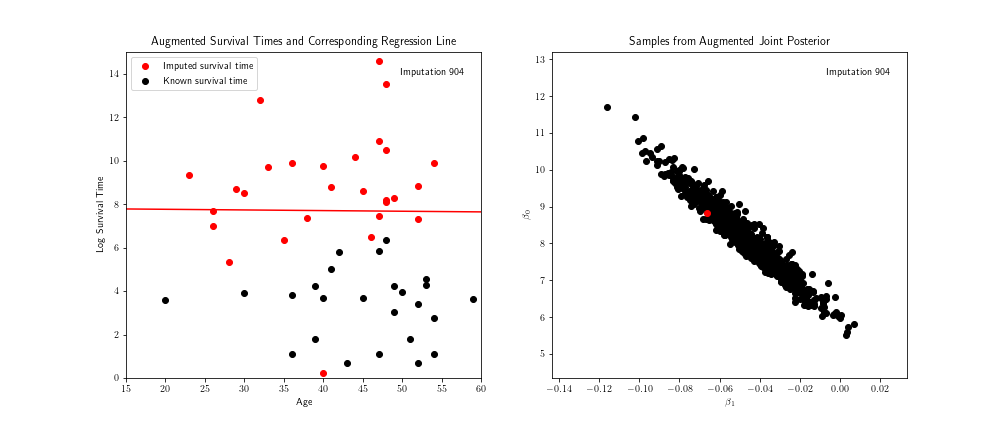 Augmented Survival Times and Corresponding Regression Line
Imputed survival time
Known survival time
Imputation 904
Log Survival Time
14
12
10
8
6
4
2
0
15 20 25 30 35 40 45 50 55 60
Age
Samples from Augmented Joint Posterior
Imputation 904
β₀
13
12
11
10
9
8
7
6
5
−0.14 −0.12 −0.10 −0.08 −0.06 −0.04 −0.02 0.00 0.02
β₁